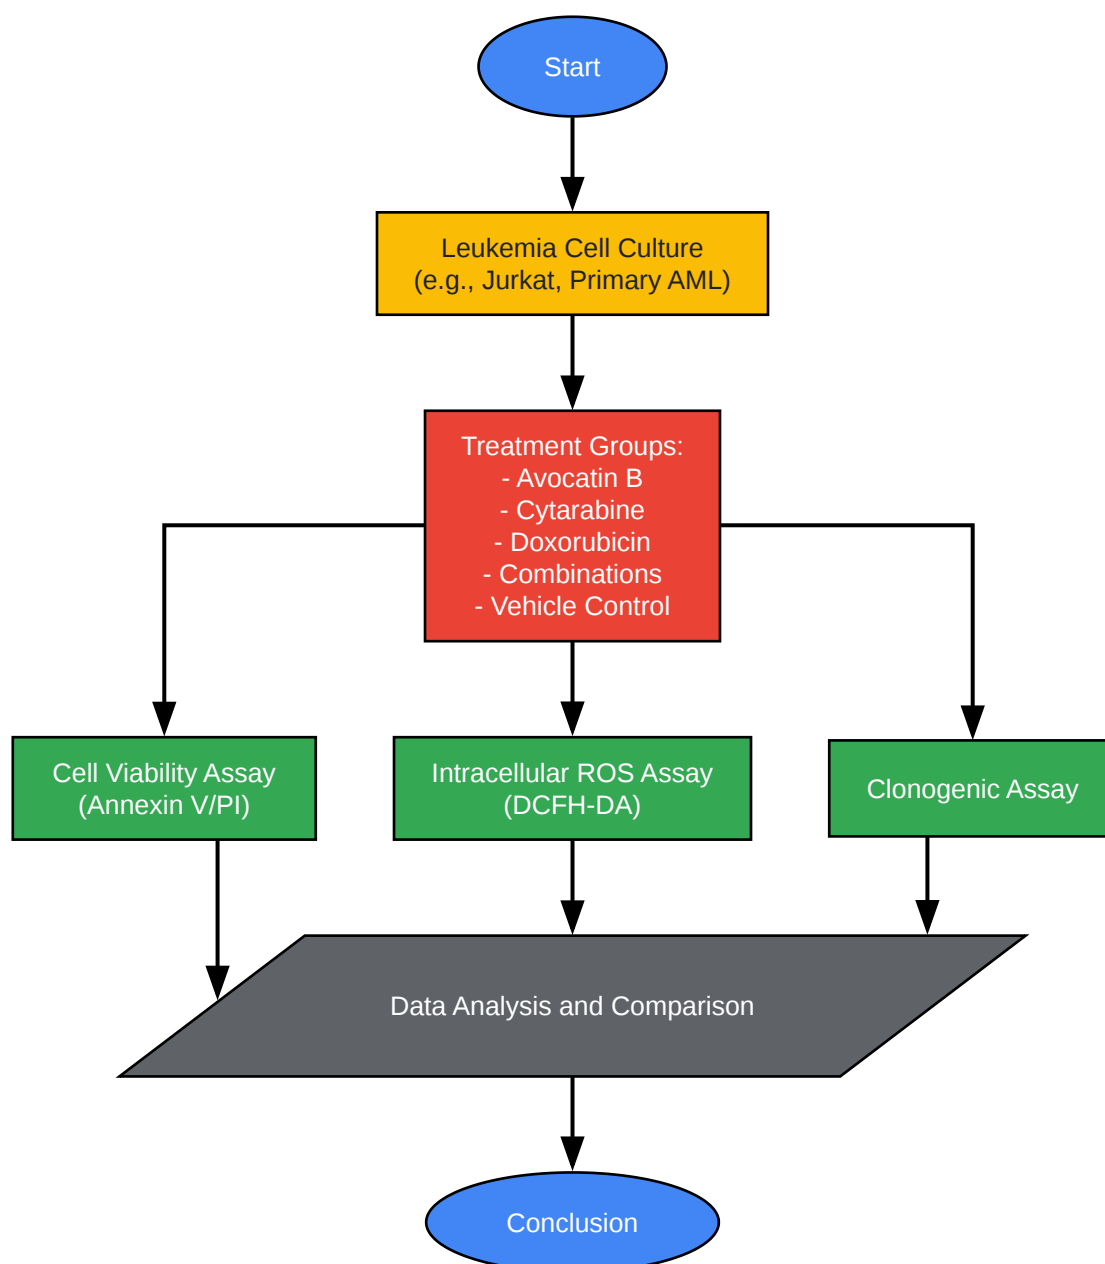 Start
Leukemia Cell Culture
(e.g., Jurkat, Primary AML)
Treatment Groups:
- Avocatin B
- Cytarabine
- Doxorubicin
- Combinations
- Vehicle Control
Cell Viability Assay
(Annexin V/PI)
Intracellular ROS Assay
(DCFH-DA)
Clonogenic Assay
Data Analysis and Comparison
Conclusion